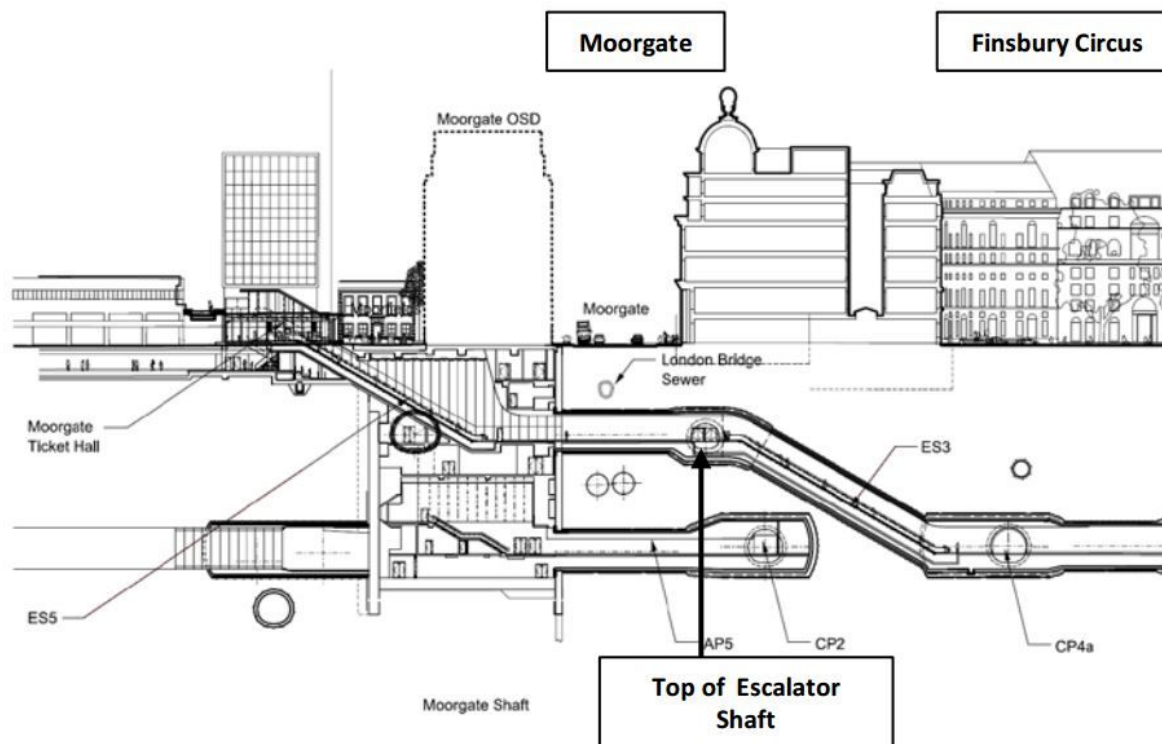 Moorgate
Finsbury Circus
Moorgate OSD
Moorgate
London Bridge
Sewer
Moorgate
Ticket Hall
ES3
ES5
AP5
CP2
CP4a
Top of Escalator
Shaft
Moorgate Shaft